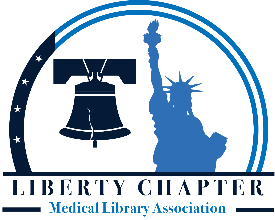 LIBERTY CHAPTER
Medical Library Association